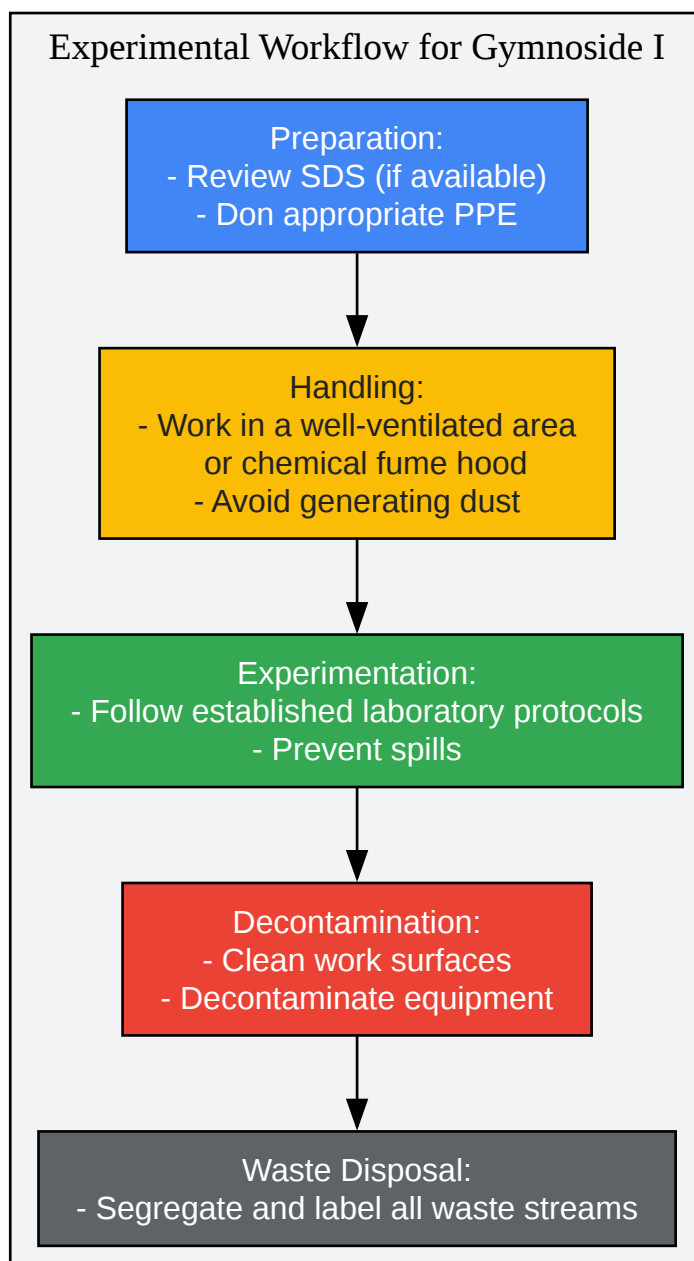 Experimental Workflow for Gymnoside I
Preparation:
- Review SDS (if available)
- Don appropriate PPE
Handling:
- Work in a well-ventilated area
or chemical fume hood
- Avoid generating dust
Experimentation:
- Follow established laboratory protocols
- Prevent spills
Decontamination:
- Clean work surfaces
- Decontaminate equipment
Waste Disposal:
- Segregate and label all waste streams